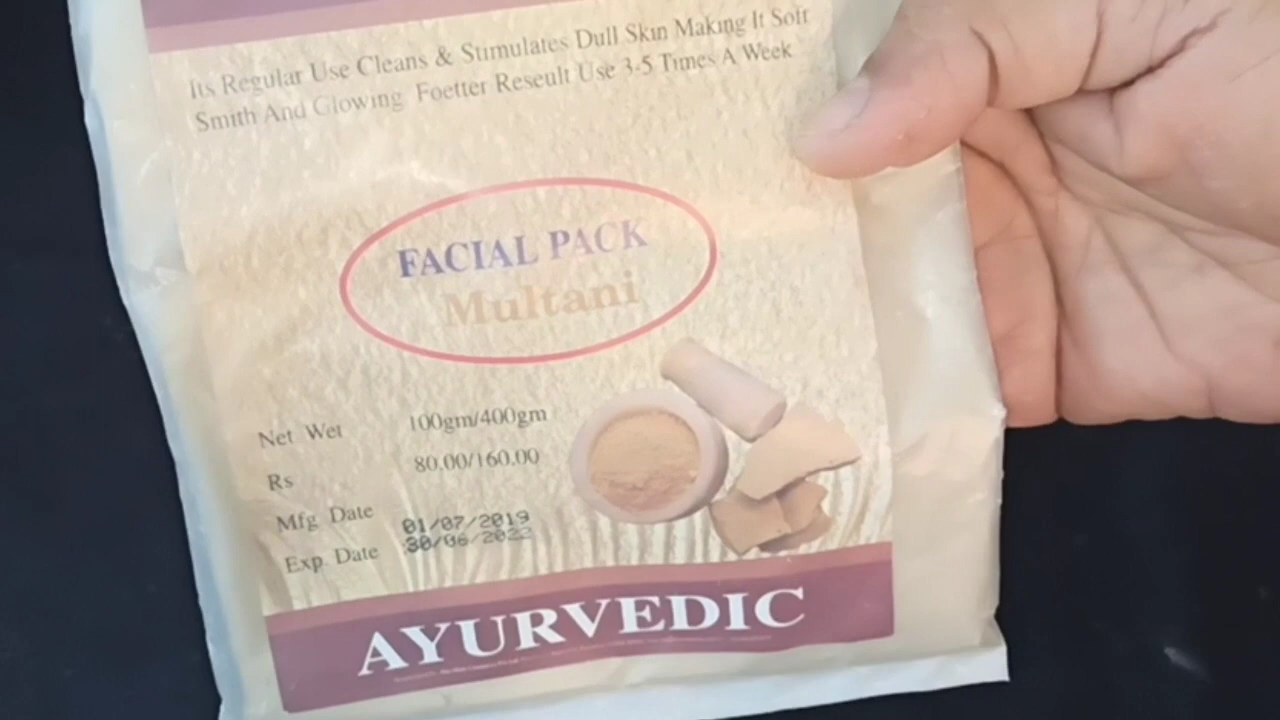 Its Regular Use Cleans & Stimulates Dull Skin Making It Soft
Smith And Glowing Foetter Reseult Use 3-5 Times A Week
FACIAL PACK
Multani
Net Wet 100gm/400gm
Rs 80.00/160.00
Mfg Date 01/07/2019
Exp Date 30/06/2022
AYURVEDIC